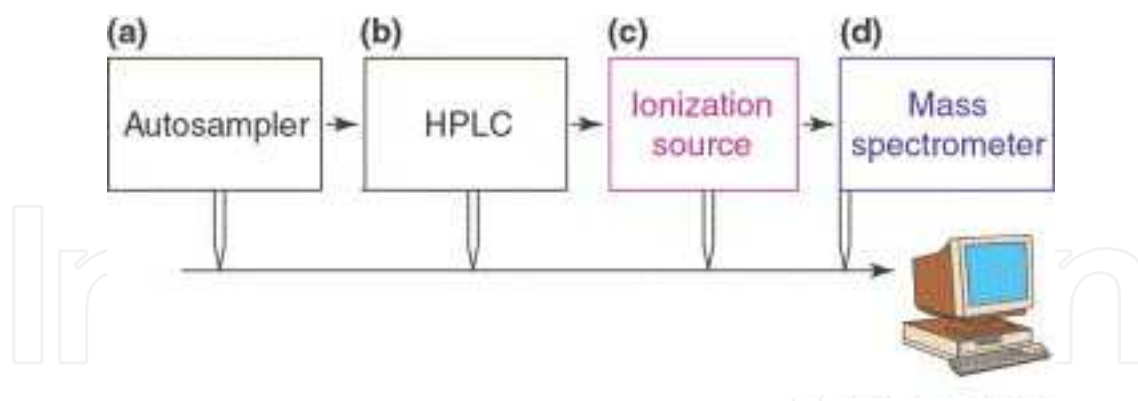 (a)
(b)
(c)
(d)
Autosampler
HPLC
Ionization
source
Mass
spectrometer